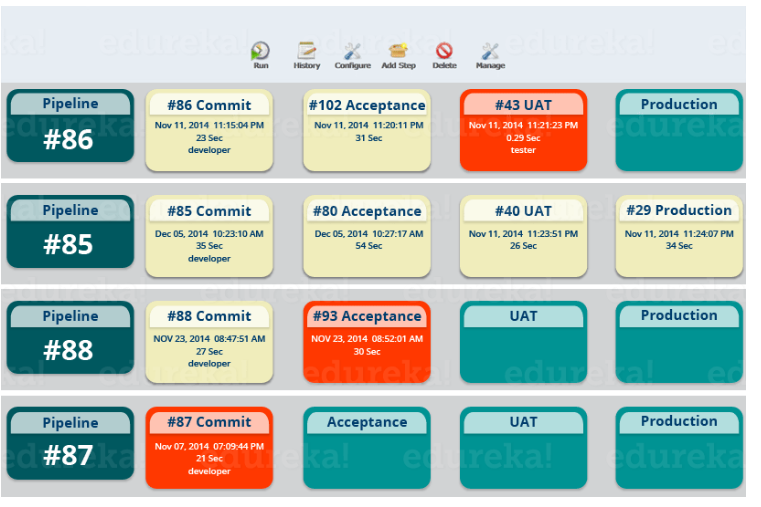 edureka!
Run History Configure Add Step Delete Manage
Pipeline
#86
#86 Commit
Nov 11, 2014 11:15:04 PM
23 Sec
developer
#102 Acceptance
Nov 11, 2014 11:20:11 PM
31 Sec
#43 UAT
Nov 11, 2014 11:21:23 PM
0.29 Sec
tester
Production
Pipeline
#85
#85 Commit
Dec 05, 2014 10:23:10 AM
35 Sec
developer
#80 Acceptance
Dec 05, 2014 10:27:17 AM
54 Sec
#40 UAT
Nov 11, 2014 11:23:51 PM
26 Sec
#29 Production
Nov 11, 2014 11:24:07 PM
34 Sec
Pipeline
#88
#88 Commit
NOV 23, 2014 08:47:51 AM
27 Sec
developer
#93 Acceptance
NOV 23, 2014 08:52:01 AM
30 Sec
UAT
Production
Pipeline
#87
#87 Commit
Nov 07, 2014 07:09:44 PM
21 Sec
developer
Acceptance
UAT
Production